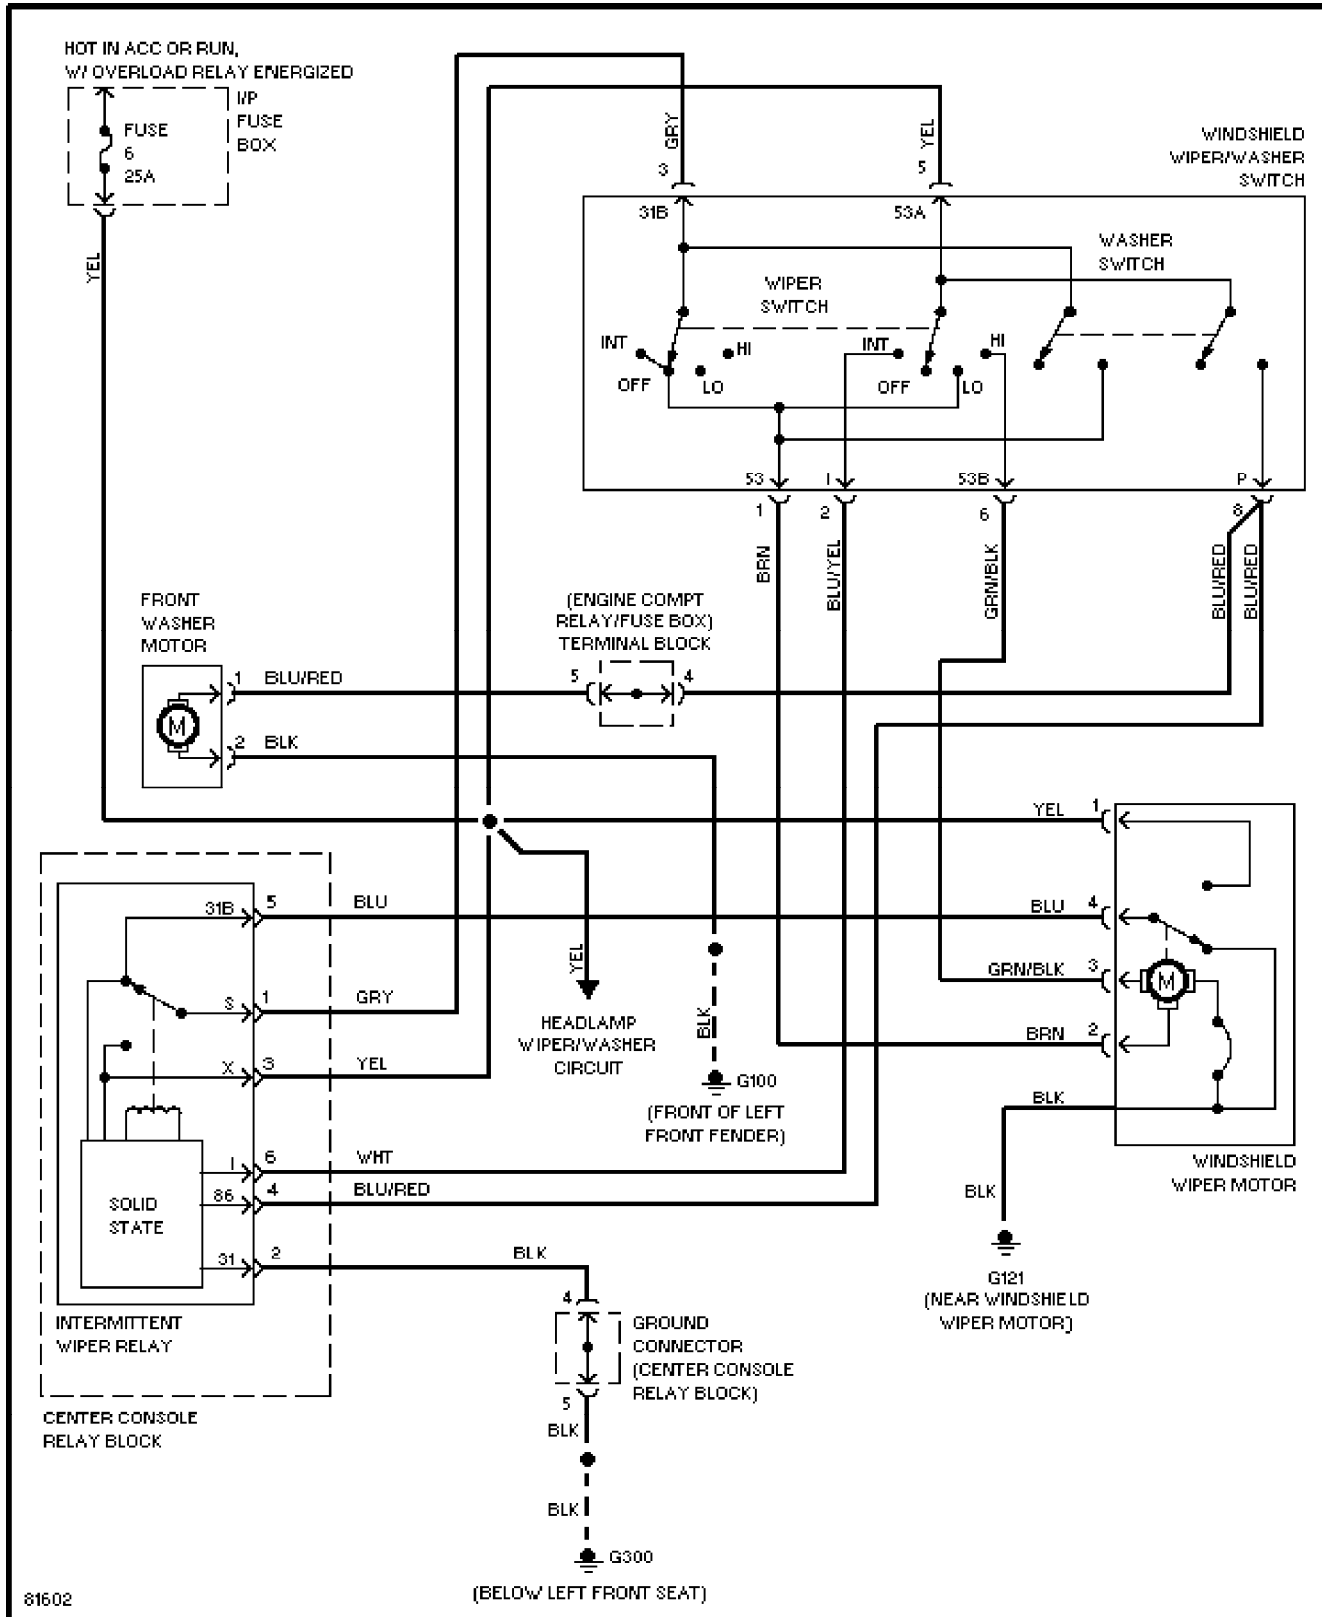 HOT IN ACC OR RUN,
W/ OVERLOAD RELAY ENERGIZED
I/P
FUSE
BOX
FUSE
6
25A
YEL
GRY
3
YEL
5
WINDSHIELD
WIPER/WASHER
SWITCH
31B
53A
WASHER
SWITCH
WIPER
SWITCH
INT
OFF
LO
HI
INT
OFF
LO
HI
53
I
53B
P
1
2
6
8
BRN
BLU/YEL
GRN/BLK
BLU/RED
BLU/RED
FRONT
WASHER
MOTOR
M
1
BLU/RED
2
BLK
(ENGINE COMPT
RELAY/FUSE BOX)
TERMINAL BLOCK
5
4
YEL
1
BLU
4
GRN/BLK
3
M
BRN
2
BLK
WINDSHIELD
WIPER MOTOR
BLK
G121
(NEAR WINDSHIELD
WIPER MOTOR)
31B
5
BLU
S
1
GRY
X
3
YEL
I
6
WHT
86
4
BLU/RED
31
2
BLK
SOLID
STATE
INTERMITTENT
WIPER RELAY
CENTER CONSOLE
RELAY BLOCK
YEL
HEADLAMP
WIPER/WASHER
CIRCUIT
BLK
G100
(FRONT OF LEFT
FRONT FENDER)
4
GROUND
CONNECTOR
(CENTER CONSOLE
RELAY BLOCK)
5
BLK
BLK
G300
(BELOW LEFT FRONT SEAT)
81602